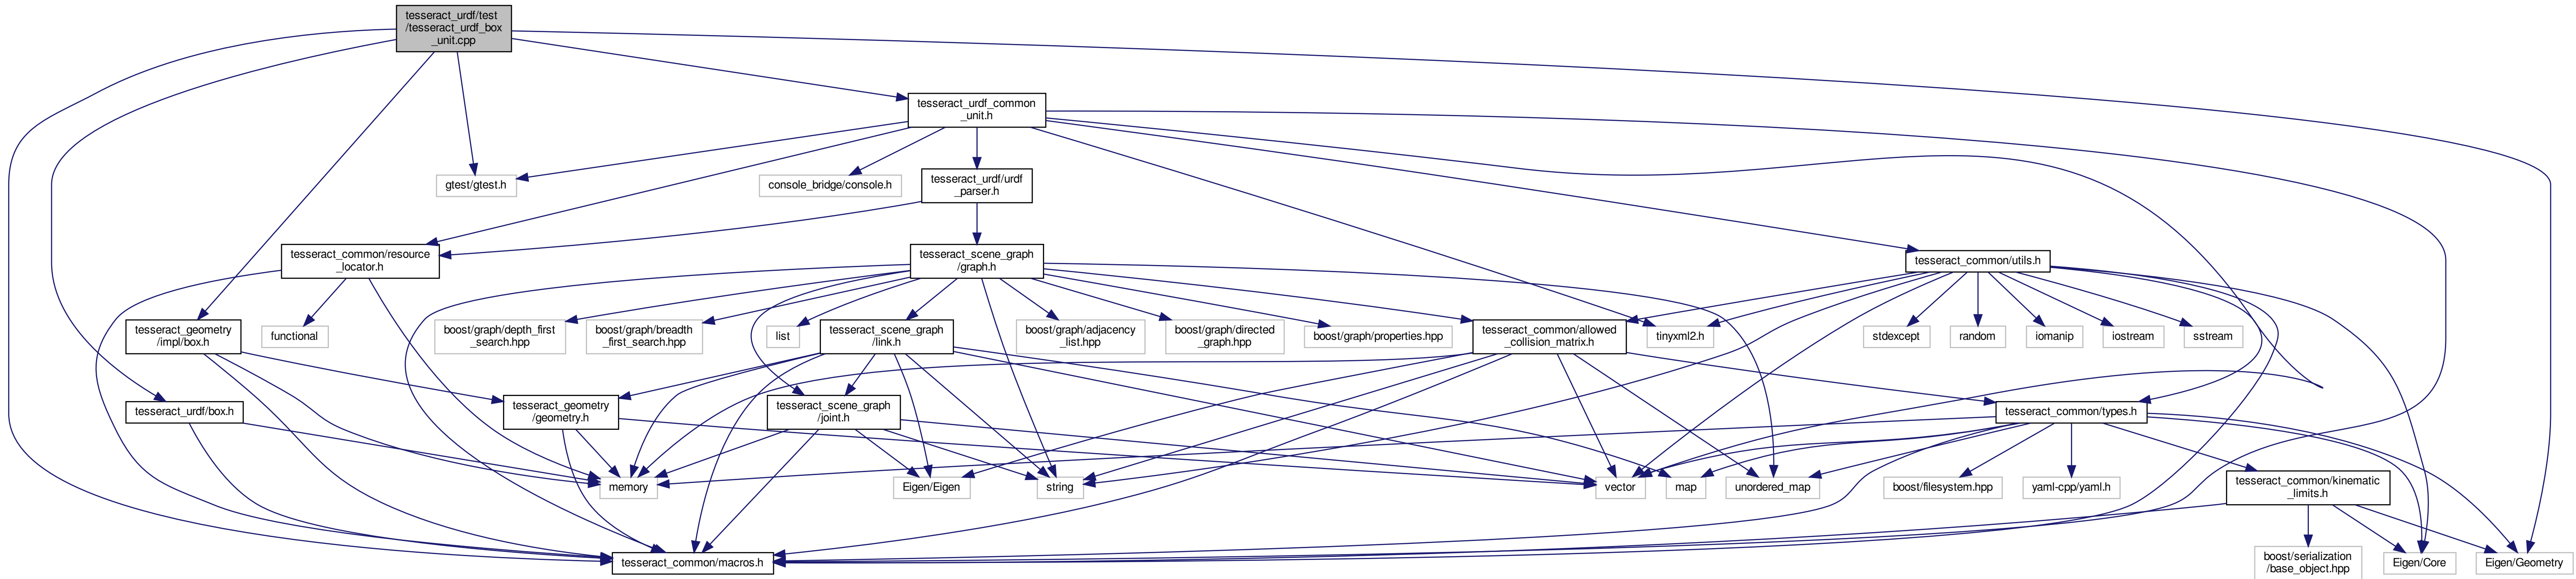 tesseract_urdf/test
/tesseract_urdf_box
_unit.cpp
tesseract_urdf_common
_unit.h
gtest/gtest.h
console_bridge/console.h
tesseract_urdf/urdf
_parser.h
tesseract_common/resource
_locator.h
tesseract_scene_graph
/graph.h
tesseract_common/utils.h
tesseract_geometry
/impl/box.h
functional
boost/graph/depth_first
_search.hpp
boost/graph/breadth
_first_search.hpp
list
tesseract_scene_graph
/link.h
boost/graph/adjacency
_list.hpp
boost/graph/directed
_graph.hpp
boost/graph/properties.hpp
tesseract_common/allowed
_collision_matrix.h
tinyxml2.h
stdexcept
random
iomanip
iostream
sstream
tesseract_urdf/box.h
tesseract_geometry
/geometry.h
tesseract_scene_graph
/joint.h
tesseract_common/types.h
memory
Eigen/Eigen
string
vector
map
unordered_map
boost/filesystem.hpp
yaml-cpp/yaml.h
tesseract_common/kinematic
_limits.h
tesseract_common/macros.h
boost/serialization
/base_object.hpp
Eigen/Core
Eigen/Geometry